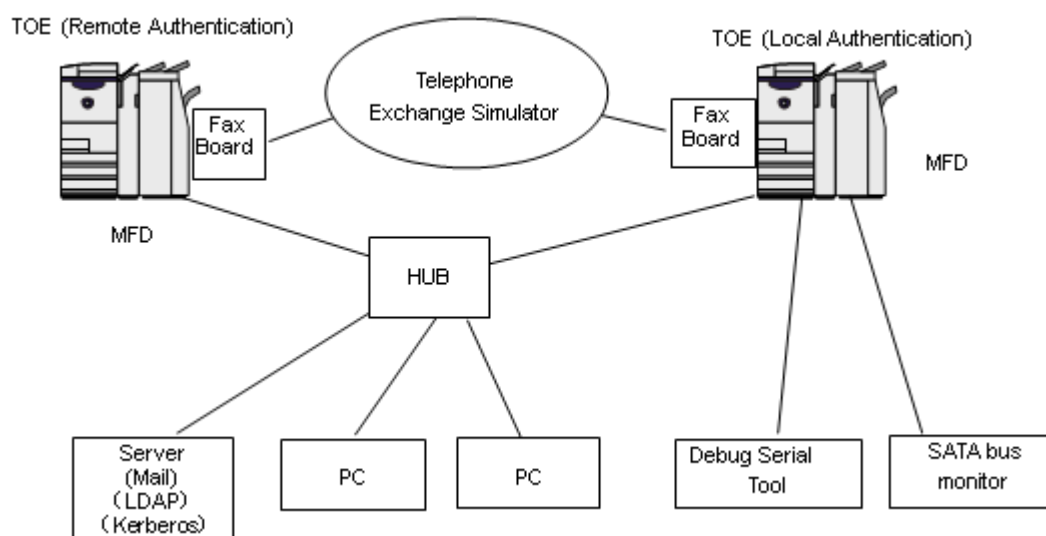 TOE (Remote Authentication)
TOE (Local Authentication)
Telephone
Exchange Simulator
Fax
Board
Fax
Board
MFD
MFD
HUB
Server
(Mail)
(LDAP)
(Kerberos)
PC
PC
Debug Serial
Tool
SATA bus
monitor